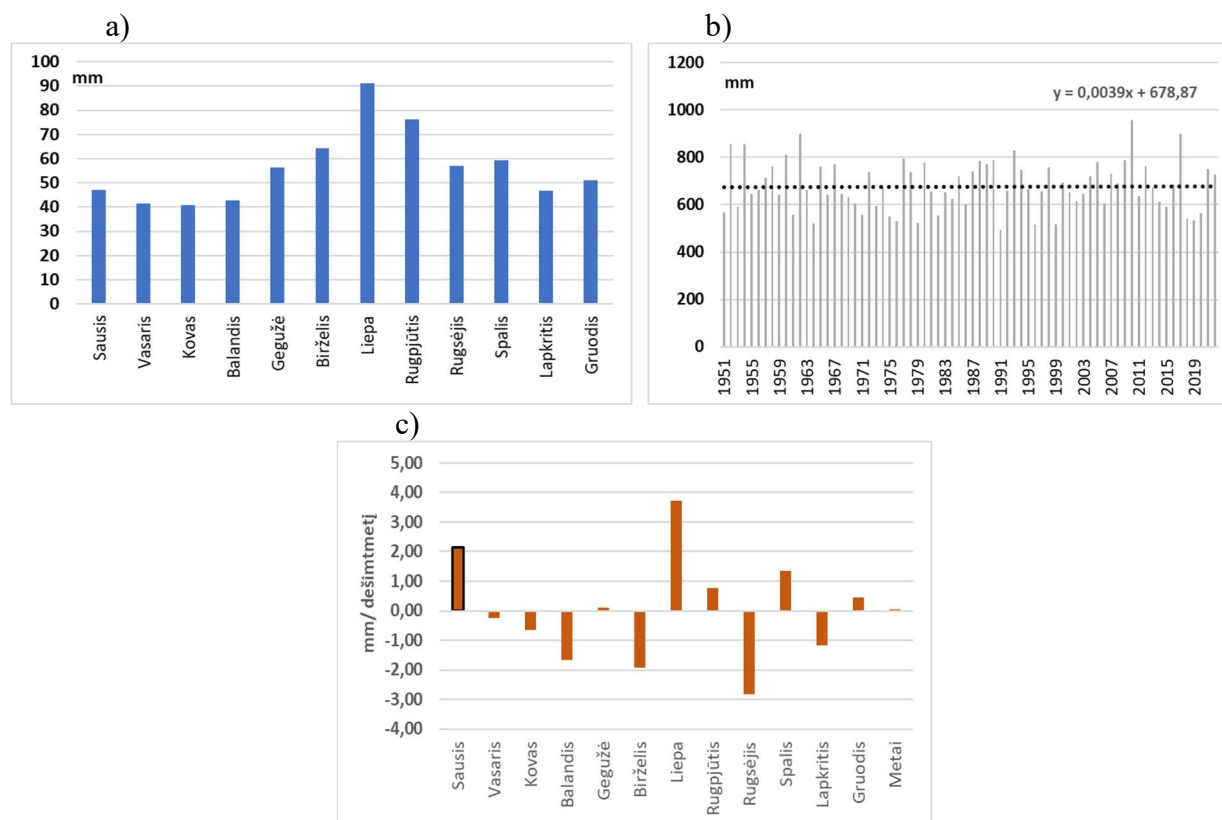 a)
100
90
80
70
60
50
40
30
20
10
0
mm
Sausis
Vasaris
Kovas
Balandis
Gegužė
Birželis
Liepa
Rugpjūtis
Rugsėjis
Spalis
Lapkritis
Gruodis
b)
1200
1000
800
600
400
200
0
mm
y = 0,0039x + 678,87
1951
1955
1959
1963
1967
1971
1975
1979
1983
1987
1991
1995
1999
2003
2007
2011
2015
2019
c)
mm/ dešimtmetį
5,00
4,00
3,00
2,00
1,00
0,00
-1,00
-2,00
-3,00
-4,00
Sausis
Vasaris
Kovas
Balandis
Gegužė
Birželis
Liepa
Rugpjūtis
Rugsėjis
Spalis
Lapkritis
Gruodis
Metai